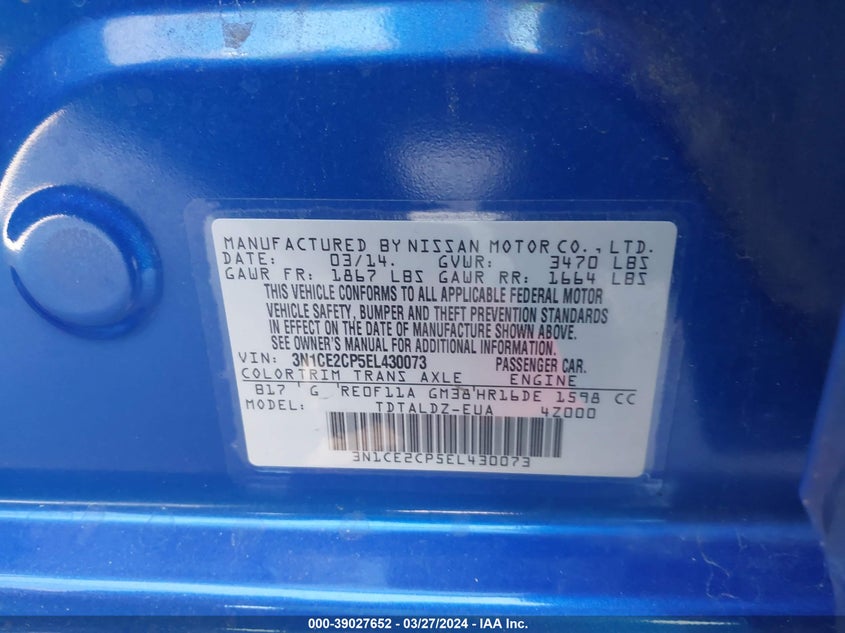 MANUFACTURED BY NISSAN MOTOR CO., LTD.
DATE: 03/14. GVWR: 3470 LBS
GAWR FR: 1867 LBS GAWR RR: 1664 LBS
THIS VEHICLE CONFORMS TO ALL APPLICABLE FEDERAL MOTOR
VEHICLE SAFETY, BUMPER AND THEFT PREVENTION STANDARDS
IN EFFECT ON THE DATE OF MANUFACTURE SHOWN ABOVE.
SEE OWNER'S MANUAL FOR ADDITIONAL INFORMATION
VIN: 3N1CE2CP5EL430073 PASSENGER CAR.
COLOR TRIM TRANS AXLE ENGINE
B17 'G 'RE0F11A GM38'HR16DE 1598 CC
MODEL: TDTALDZ-EUA 4Z000
3N1CE2CP5EL430073
000-39027652 - 03/27/2024 - IAA Inc.